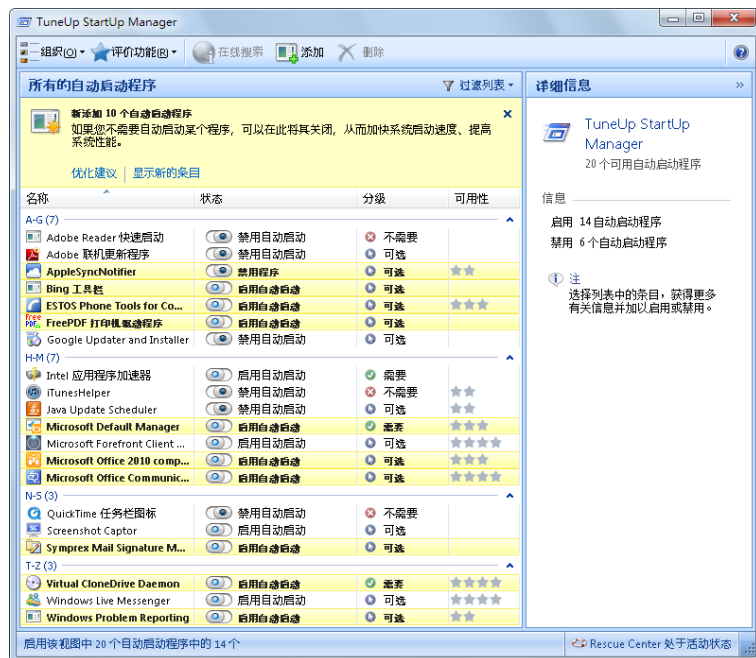 TuneUp StartUp Manager
组织(O) 评价功能(R) 在线搜索 添加 删除
所有的自动启动程序 过滤列表
新添加 10 个自动启动程序
如果您不需要自动启动某个程序，可以在此将其关闭，从而加快系统启动速度、提高
系统性能。
优化建议 | 显示新的条目
名称 状态 分级 可用性
A-G (7)
Adobe Reader 快速启动 禁用自动启动 不需要
Adobe 联机更新程序 禁用自动启动 可选
AppleSyncNotifier 禁用程序 可选
Bing 工具栏 启用自动启动 可选
ESTOS Phone Tools for Co... 启用自动启动 可选
FreePDF 打印机驱动程序 启用自动启动 可选
Google Updater and Installer 禁用自动启动 可选
H-M (7)
Intel 应用程序加速器 启用自动启动 需要
iTunesHelper 禁用自动启动 不需要
Java Update Scheduler 禁用自动启动 可选
Microsoft Default Manager 启用自动启动 需要
Microsoft Forefront Client ... 启用自动启动 可选
Microsoft Office 2010 comp... 启用自动启动 可选
Microsoft Office Communic... 启用自动启动 可选
N-S (3)
QuickTime 任务栏图标 禁用自动启动 不需要
Screenshot Captor 启用自动启动 可选
Symprex Mail Signature M... 启用自动启动 可选
T-Z (3)
Virtual CloneDrive Daemon 启用自动启动 需要
Windows Live Messenger 启用自动启动 可选
Windows Problem Reporting 启用自动启动 可选
启用该视图中 20 个自动启动程序中的 14 个
详细信息 »
TuneUp StartUp
Manager
20 个可用自动启动程序
信息
启用 14 自动启动程序
禁用 6 个自动启动程序
注
选择列表中的条目，获得更多
有关信息并加以启用或禁用。
Rescue Center 处于活动状态